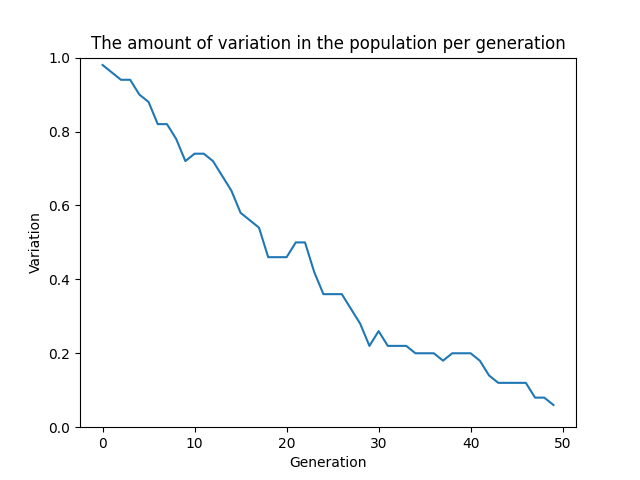 The amount of variation in the population per generation
1.0
0.8
0.6
0.4
0.2
0.0
Variation
0 10 20 30 40 50
Generation